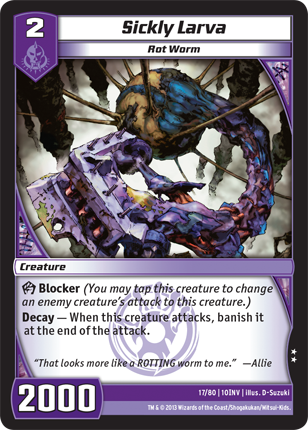 2
Sickly Larva
Rot Worm
Creature
Blocker (You may tap this creature to change
an enemy creature's attack to this creature.)
Decay — When this creature attacks, banish it
at the end of the attack.
"That looks more like a ROTTING worm to me." —Allie
2000
17/80 | 10INV | illus. D-Suzuki
TM & © 2013 Wizards of the Coast/Shogakukan/Mitsui-Kids.